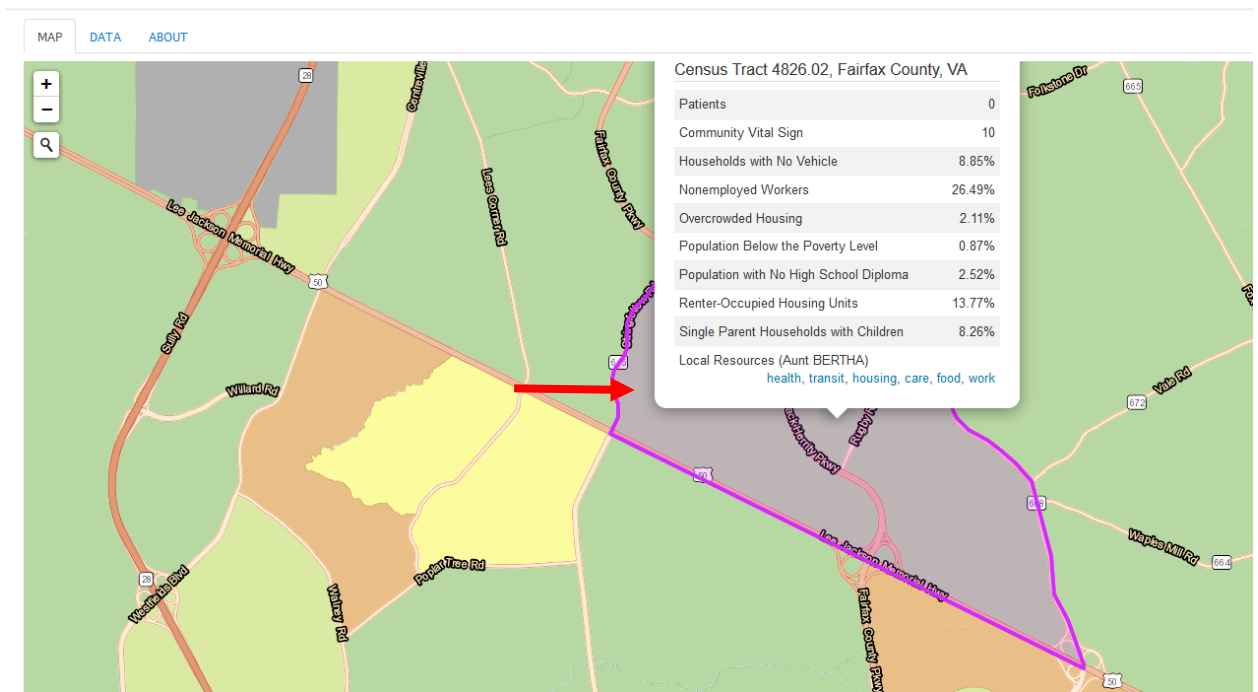 MAP DATA ABOUT
+
−
Census Tract 4826.02, Fairfax County, VA
Patients 0
Community Vital Sign 10
Households with No Vehicle 8.85%
Nonemployed Workers 26.49%
Overcrowded Housing 2.11%
Population Below the Poverty Level 0.87%
Population with No High School Diploma 2.52%
Renter-Occupied Housing Units 13.77%
Single Parent Households with Children 8.26%
Local Resources (Aunt BERTHA)
health, transit, housing, care, food, work
28
Centreville
Folkstone Dr
665
Fairfax County Pkwy
Lees Corner Rd
Lee Jackson Memorial Hwy
50
Sully Rd
Willard Rd
Vale Rd
672
Rugby
50
608
Waples Mill Rd
664
Lee Jackson Memorial Hwy
Poplar Tree Rd
28
Westfields Blvd
Walney Rd
Fairfax County Pkwy
50